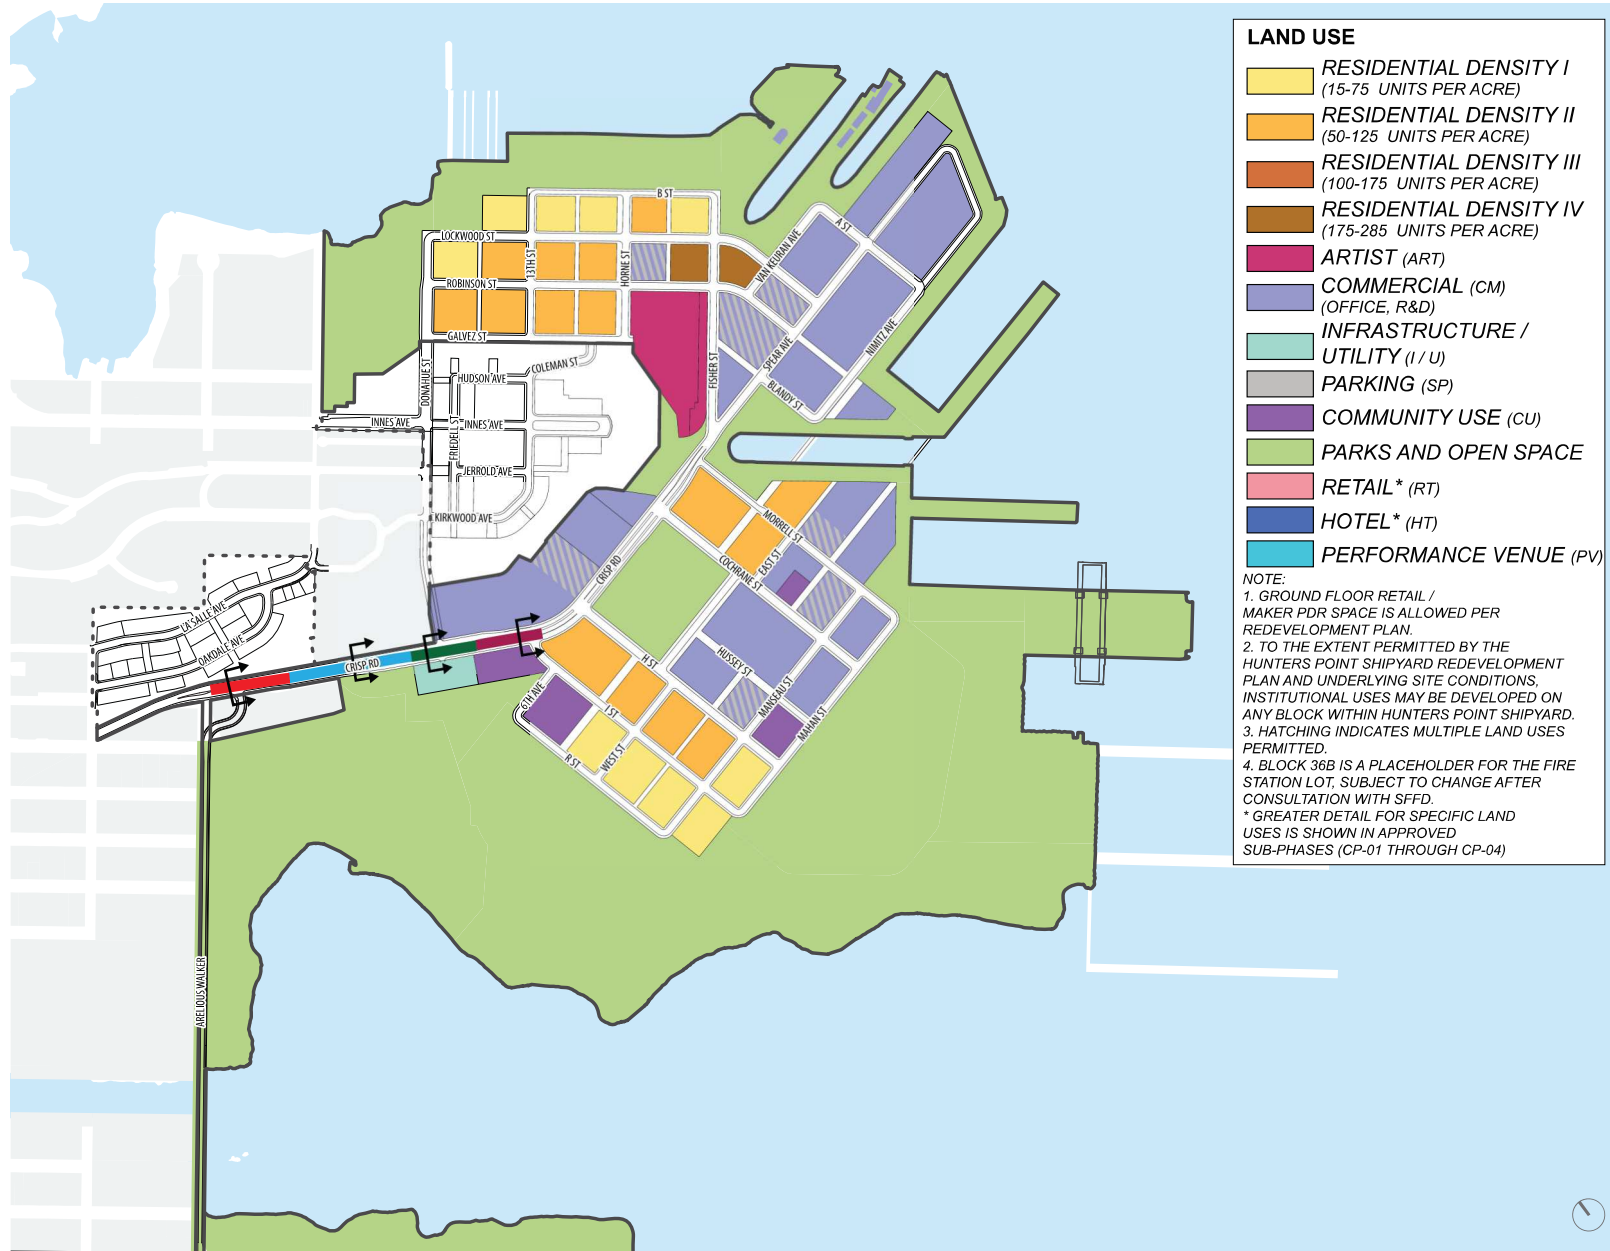 LAND USE
RESIDENTIAL DENSITY I
(15-75 UNITS PER ACRE)
RESIDENTIAL DENSITY II
(50-125 UNITS PER ACRE)
RESIDENTIAL DENSITY III
(100-175 UNITS PER ACRE)
RESIDENTIAL DENSITY IV
(175-285 UNITS PER ACRE)
ARTIST (ART)
COMMERCIAL (CM)
(OFFICE, R&D)
INFRASTRUCTURE /
UTILITY (I / U)
PARKING (SP)
COMMUNITY USE (CU)
PARKS AND OPEN SPACE
RETAIL* (RT)
HOTEL* (HT)
PERFORMANCE VENUE (PV)
NOTE:
1. GROUND FLOOR RETAIL /
MAKER PDR SPACE IS ALLOWED PER
REDEVELOPMENT PLAN.
2. TO THE EXTENT PERMITTED BY THE
HUNTERS POINT SHIPYARD REDEVELOPMENT
PLAN AND UNDERLYING SITE CONDITIONS,
INSTITUTIONAL USES MAY BE DEVELOPED ON
ANY BLOCK WITHIN HUNTERS POINT SHIPYARD.
3. HATCHING INDICATES MULTIPLE LAND USES
PERMITTED.
4. BLOCK 36B IS A PLACEHOLDER FOR THE FIRE
STATION LOT, SUBJECT TO CHANGE AFTER
CONSULTATION WITH SFFD.
* GREATER DETAIL FOR SPECIFIC LAND
USES IS SHOWN IN APPROVED
SUB-PHASES (CP-01 THROUGH CP-04)
B ST
LOCKWOOD ST
13TH ST
HORNE ST
ROBINSON ST
GALVEZ ST
VAN KEURAN AVE
A ST
SPEAR AVE
NIMITZ AVE
BLANDY ST
FISHER ST
DONAHUE ST
HUDSON AVE
COLEMAN ST
INNES AVE
FRIEDELL ST
INNES AVE
JERROLD AVE
KIRKWOOD AVE
CRISP RD
MORRELL ST
EAST ST
COCHRANE ST
HUSSEY ST
MANSEAU ST
MAHAN ST
H ST
I ST
6TH AVE
WEST ST
R ST
LA SALLE AVE
OAKDALE AVE
CRISP RD
ARELIOUS WALKER